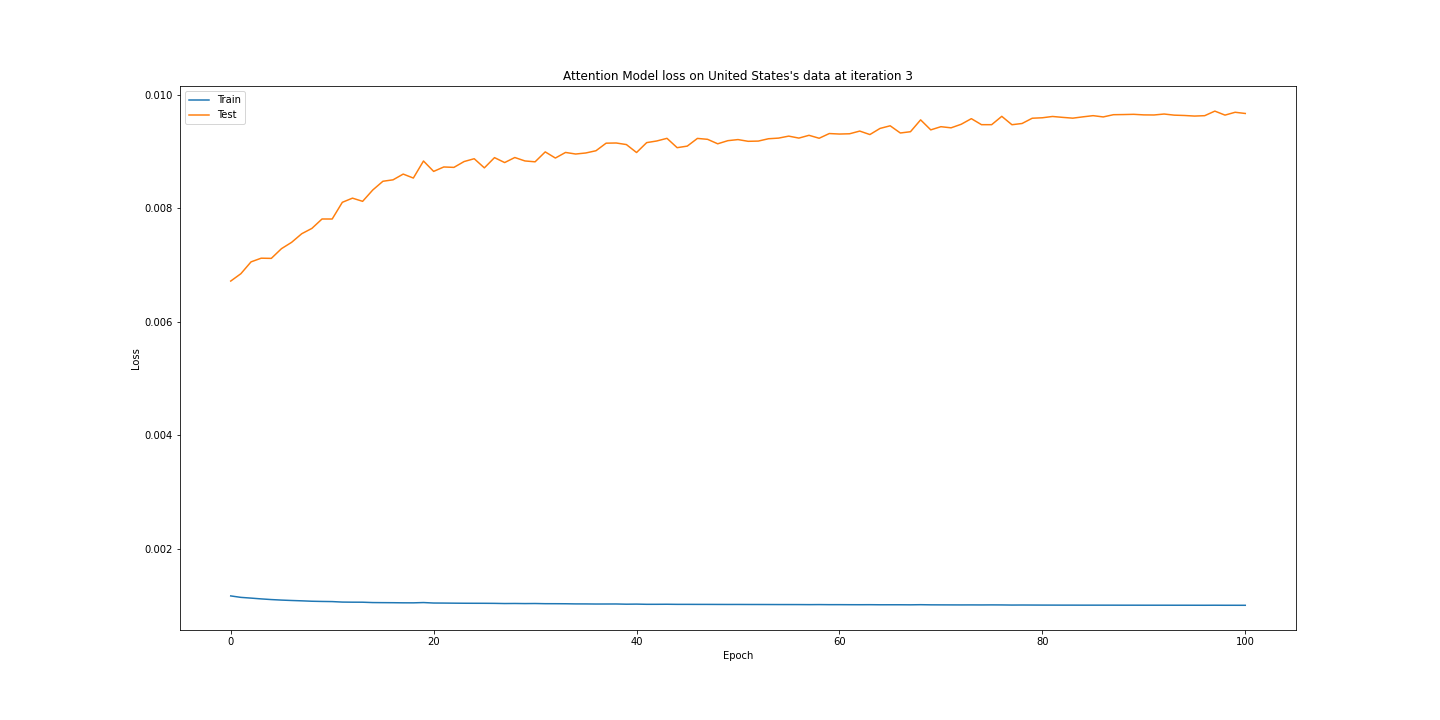 Attention Model loss on United States's data at iteration 3
Train
Test
0.010
0.008
0.006
0.004
0.002
Loss
0 20 40 60 80 100
Epoch